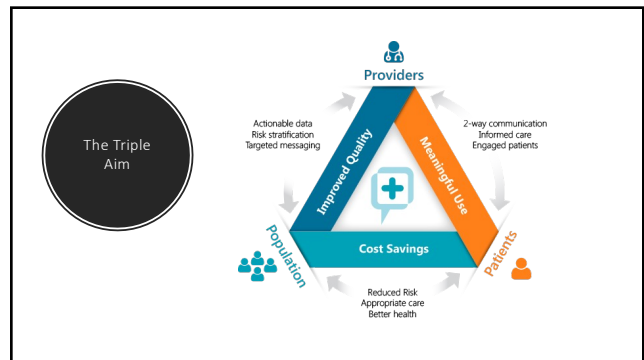 The Triple
Aim
Providers
Actionable data
Risk stratification
Targeted messaging
2-way communication
Informed care
Engaged patients
Improved Quality
Meaningful Use
Cost Savings
Population
Patients
Reduced Risk
Appropriate care
Better health